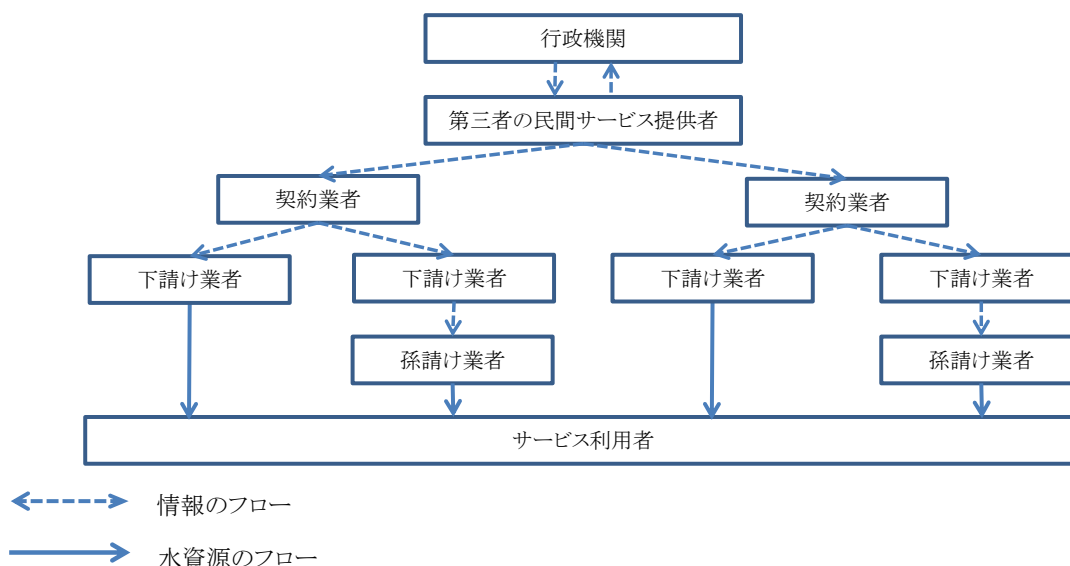 行政機関
第三者の民間サービス提供者
契約業者
契約業者
下請け業者
下請け業者
下請け業者
下請け業者
孫請け業者
孫請け業者
サービス利用者
情報のフロー
水資源のフロー